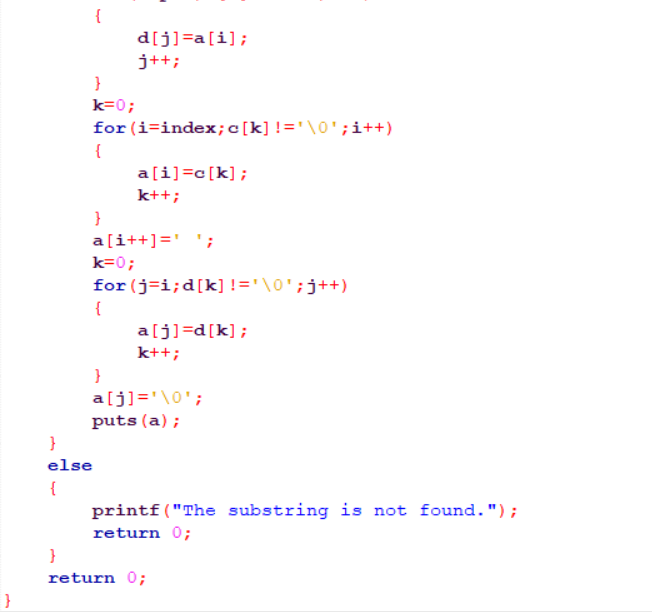 {
d[j]=a[i];
j++;
}
k=0;
for(i=index;c[k]!='\0';i++)
{
a[i]=c[k];
k++;
}
a[i++]=' ';
k=0;
for(j=i;d[k]!='\0';j++)
{
a[j]=d[k];
k++;
}
a[j]='\0';
puts(a);
}
else
{
printf("The substring is not found.");
return 0;
}
return 0;
}